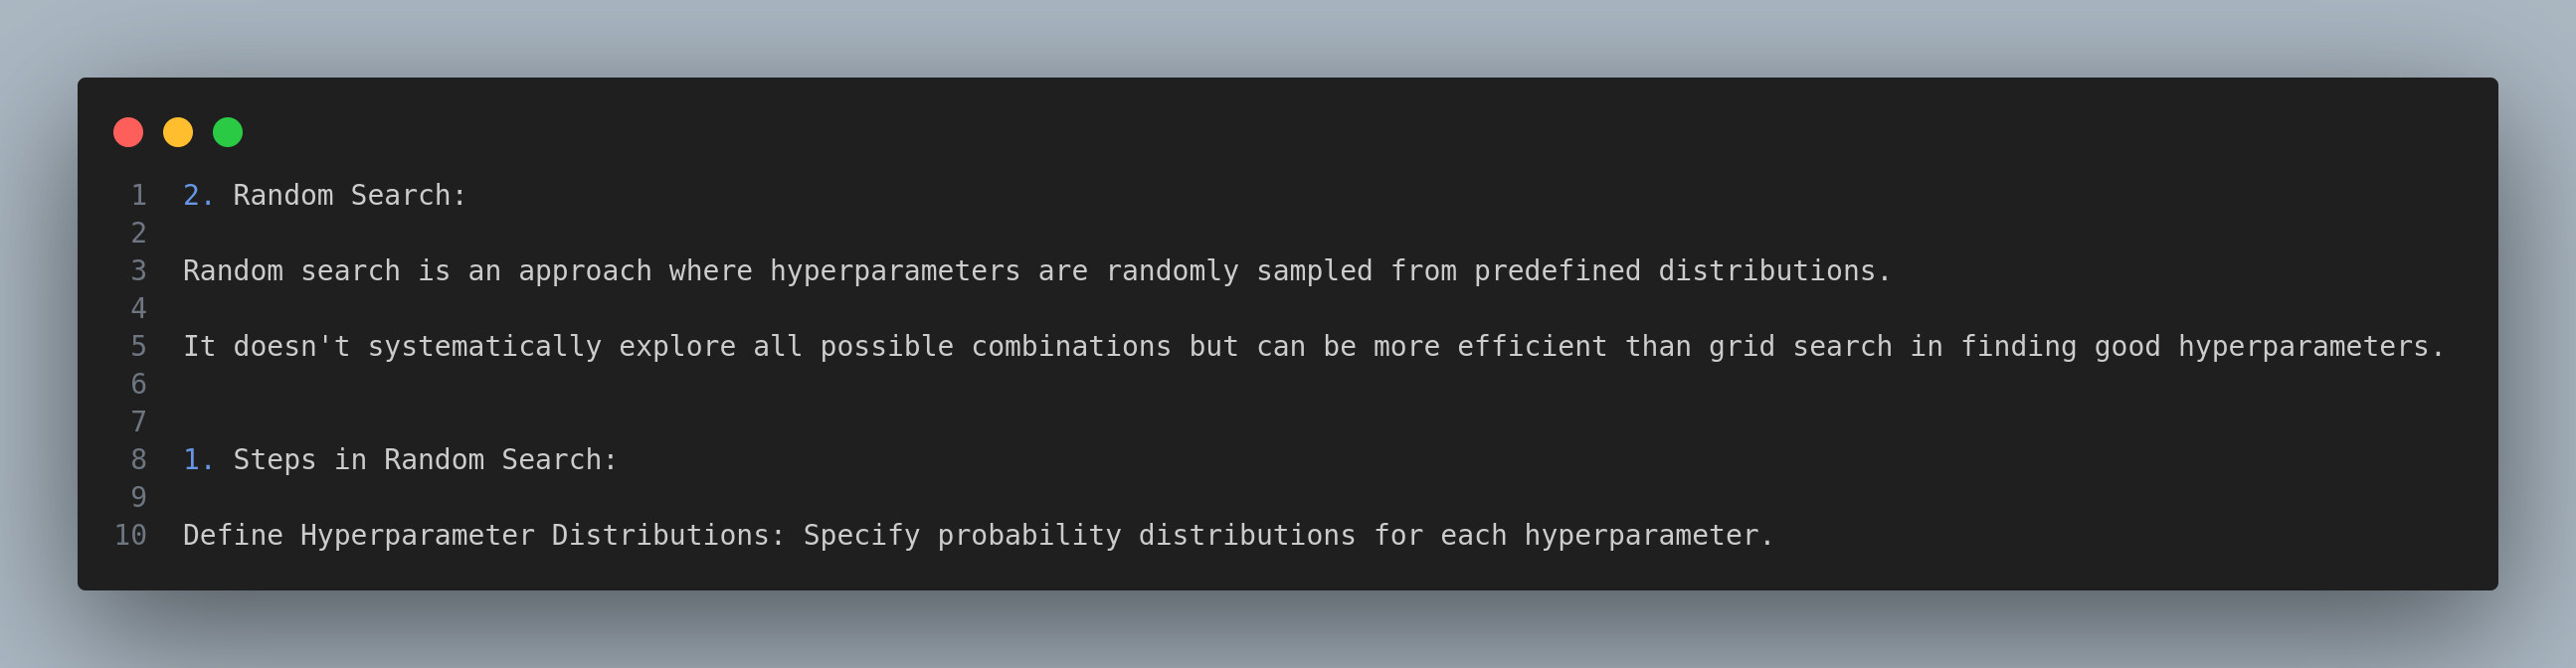 1 2. Random Search:
2
3 Random search is an approach where hyperparameters are randomly sampled from predefined distributions.
4
5 It doesn't systematically explore all possible combinations but can be more efficient than grid search in finding good hyperparameters.
6
7
8 1. Steps in Random Search:
9
10 Define Hyperparameter Distributions: Specify probability distributions for each hyperparameter.